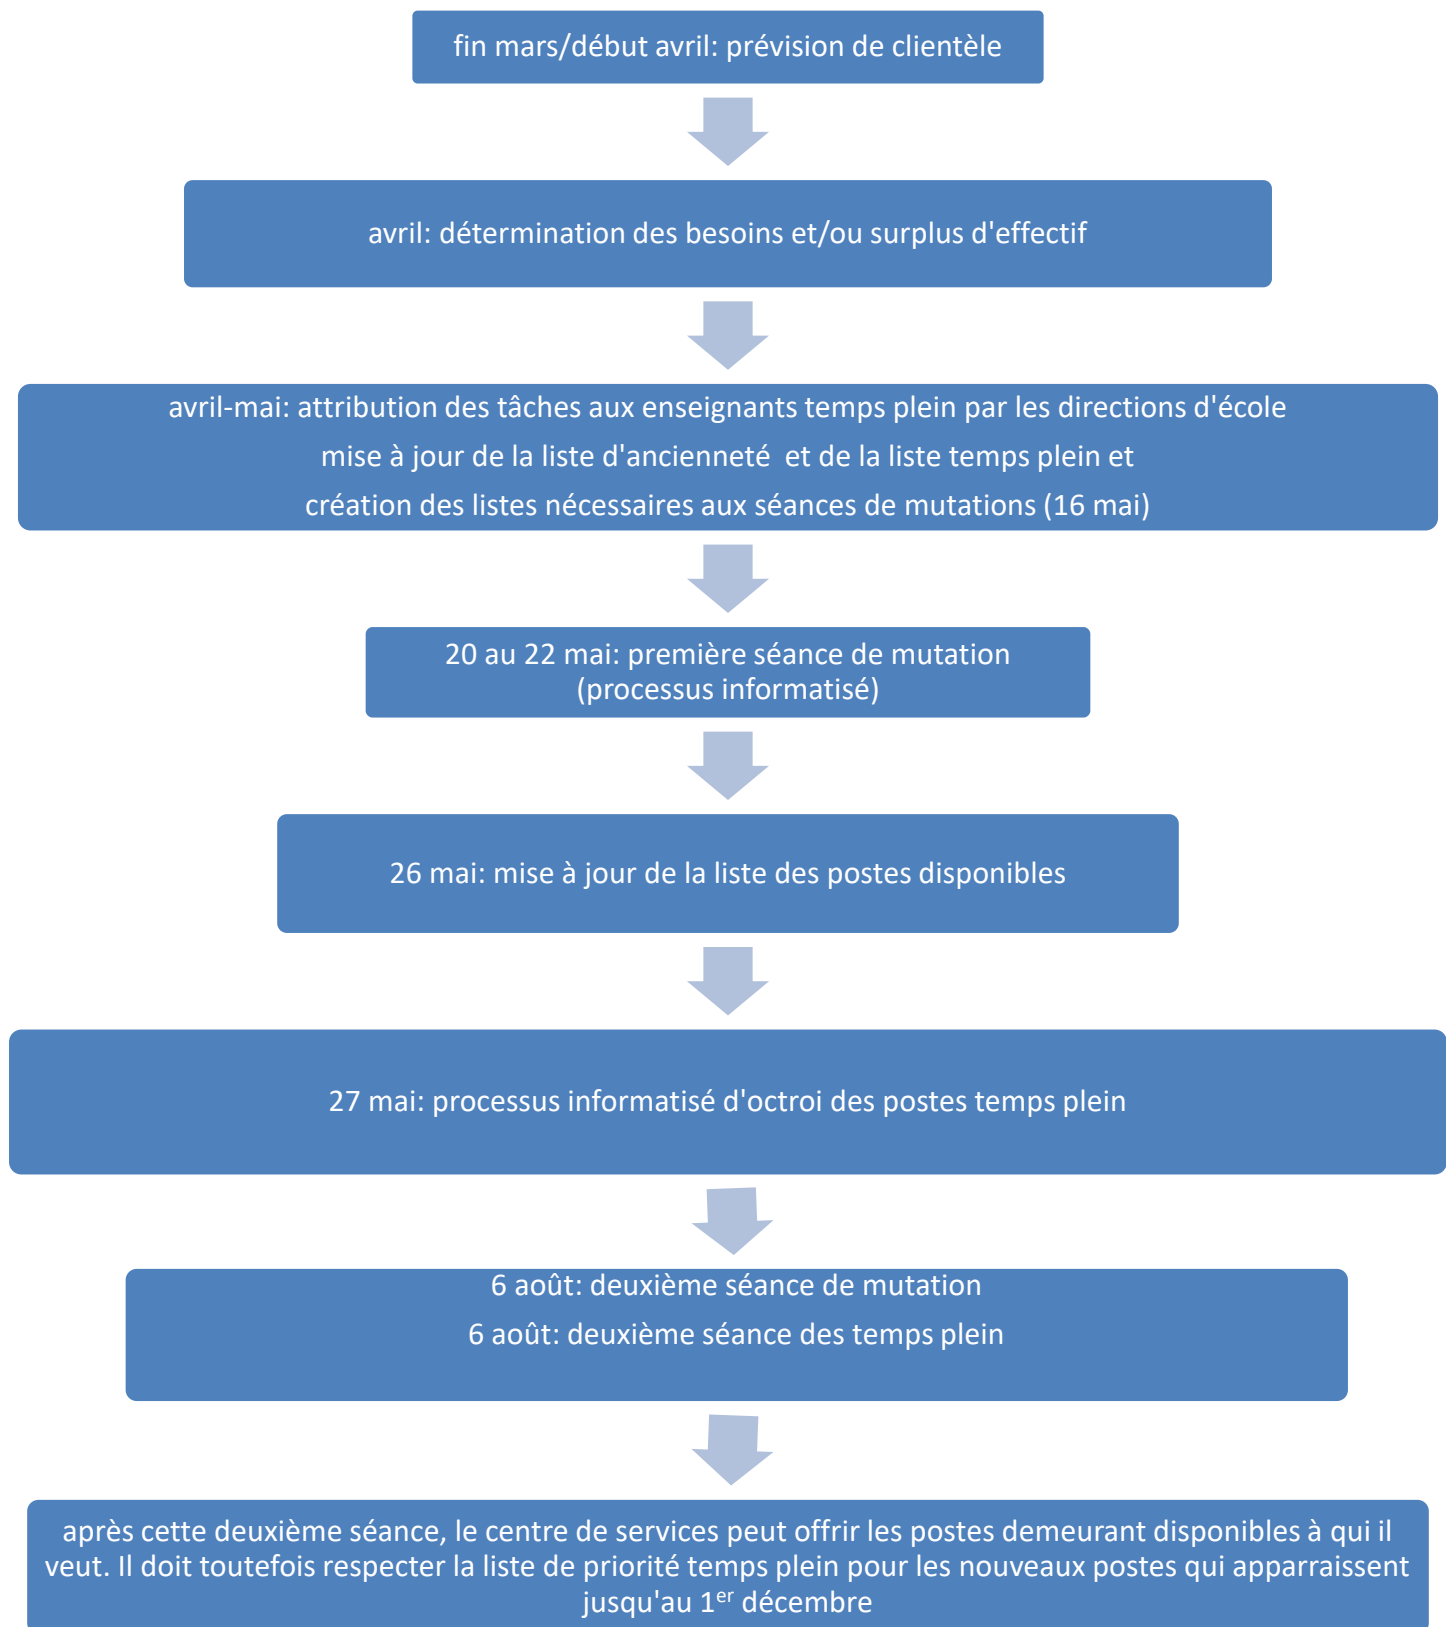 fin mars/début avril: prévision de clientèle
avril: détermination des besoins et/ou surplus d'effectif
avril-mai: attribution des tâches aux enseignants temps plein par les directions d'école
mise à jour de la liste d'ancienneté  et de la liste temps plein et
création des listes nécessaires aux séances de mutations (16 mai)
20 au 22 mai: première séance de mutation
(processus informatisé)
26 mai: mise à jour de la liste des postes disponibles
27 mai: processus informatisé d'octroi des postes temps plein
6 août: deuxième séance de mutation
6 août: deuxième séance des temps plein
après cette deuxième séance, le centre de services peut offrir les postes demeurant disponibles à qui il
veut. Il doit toutefois respecter la liste de priorité temps plein pour les nouveaux postes qui apparraissent
jusqu'au 1er décembre